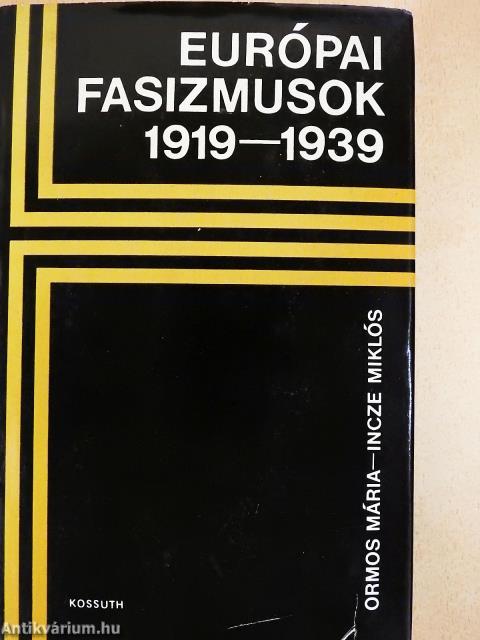 EURÓPAI
FASIZMUSOK
1919—1939
ORMOS MÁRIA—INCZE MIKLÓS
KOSSUTH
Antikvárium.hu